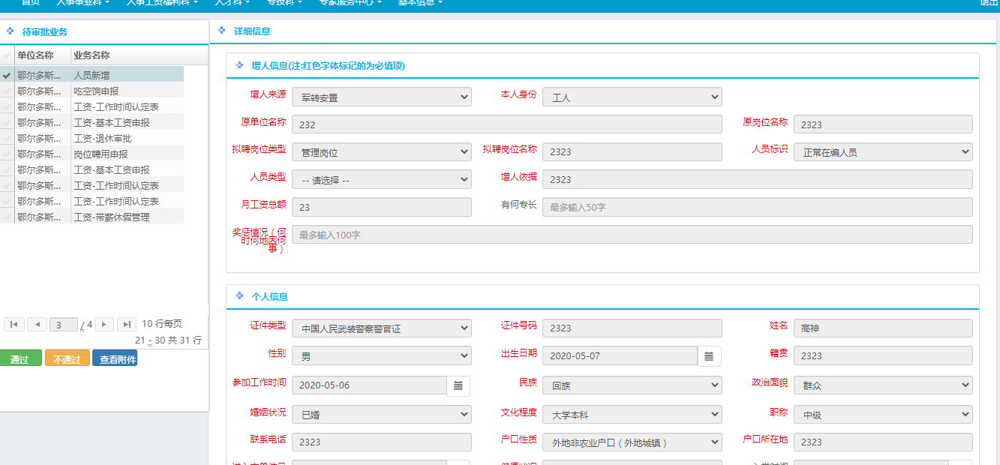 首页 人事事业科 人事工资福利科 人才科 专技科 专家服务中心 基本信息 退出
待审批业务
单位名称 业务名称
鄂尔多斯... 人员新增
鄂尔多斯... 吃空饷申报
鄂尔多斯... 工资-工作时间认定表
鄂尔多斯... 工资-基本工资申报
鄂尔多斯... 工资-退休审批
鄂尔多斯... 岗位聘用申报
鄂尔多斯... 工资-基本工资申报
鄂尔多斯... 工资-工作时间认定表
鄂尔多斯... 工资-工作时间认定表
鄂尔多斯... 工资-带薪休假管理
3 / 4 10 行每页
21 - 30 共 31 行
通过 不通过 查看附件
详细信息
增人信息(注:红色字体标记的为必填项)
增人来源 军转安置 本人身份 工人
原单位名称 232 原岗位名称 2323
拟聘岗位类型 管理岗位 拟聘岗位名称 2323 人员标识 正常在编人员
人员类型 -- 请选择 -- 增人依据 2323
月工资总额 23 有何专长 最多输入50字
奖惩情况（何 最多输入100字
时何地因何
事）
个人信息
证件类型 中国人民武装警察警官证 证件号码 2323 姓名 高神
性别 男 出生日期 2020-05-07 籍贯 2323
参加工作时间 2020-05-06 民族 回族 政治面貌 群众
婚姻状况 已婚 文化程度 大学本科 职称 中级
联系电话 2323 户口性质 外地非农业户口（外地城镇） 户口所在地 2323